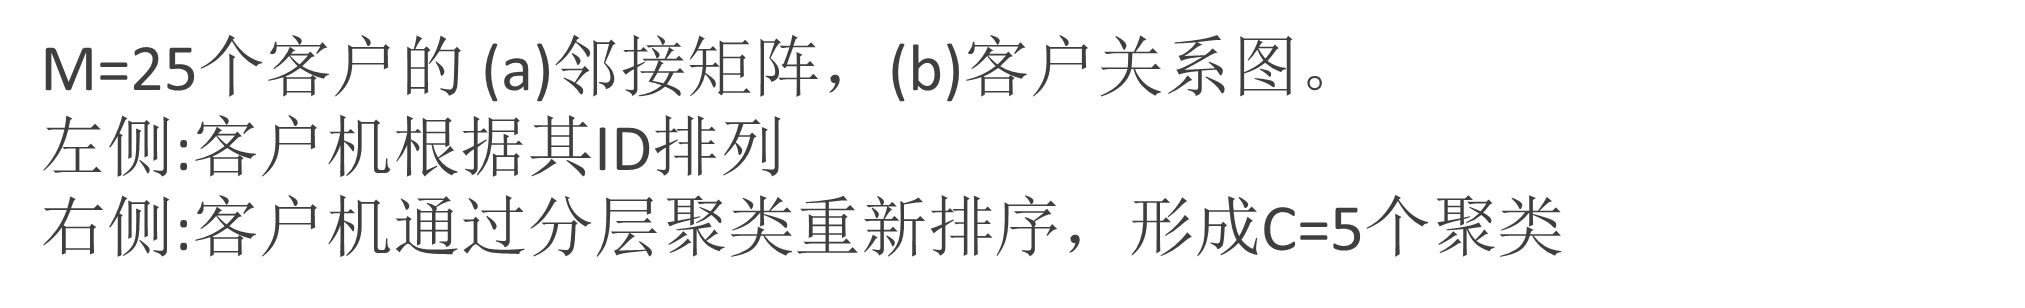 M=25个客户的 (a)邻接矩阵，(b)客户关系图。
左侧:客户机根据其ID排列
右侧:客户机通过分层聚类重新排序，形成C=5个聚类